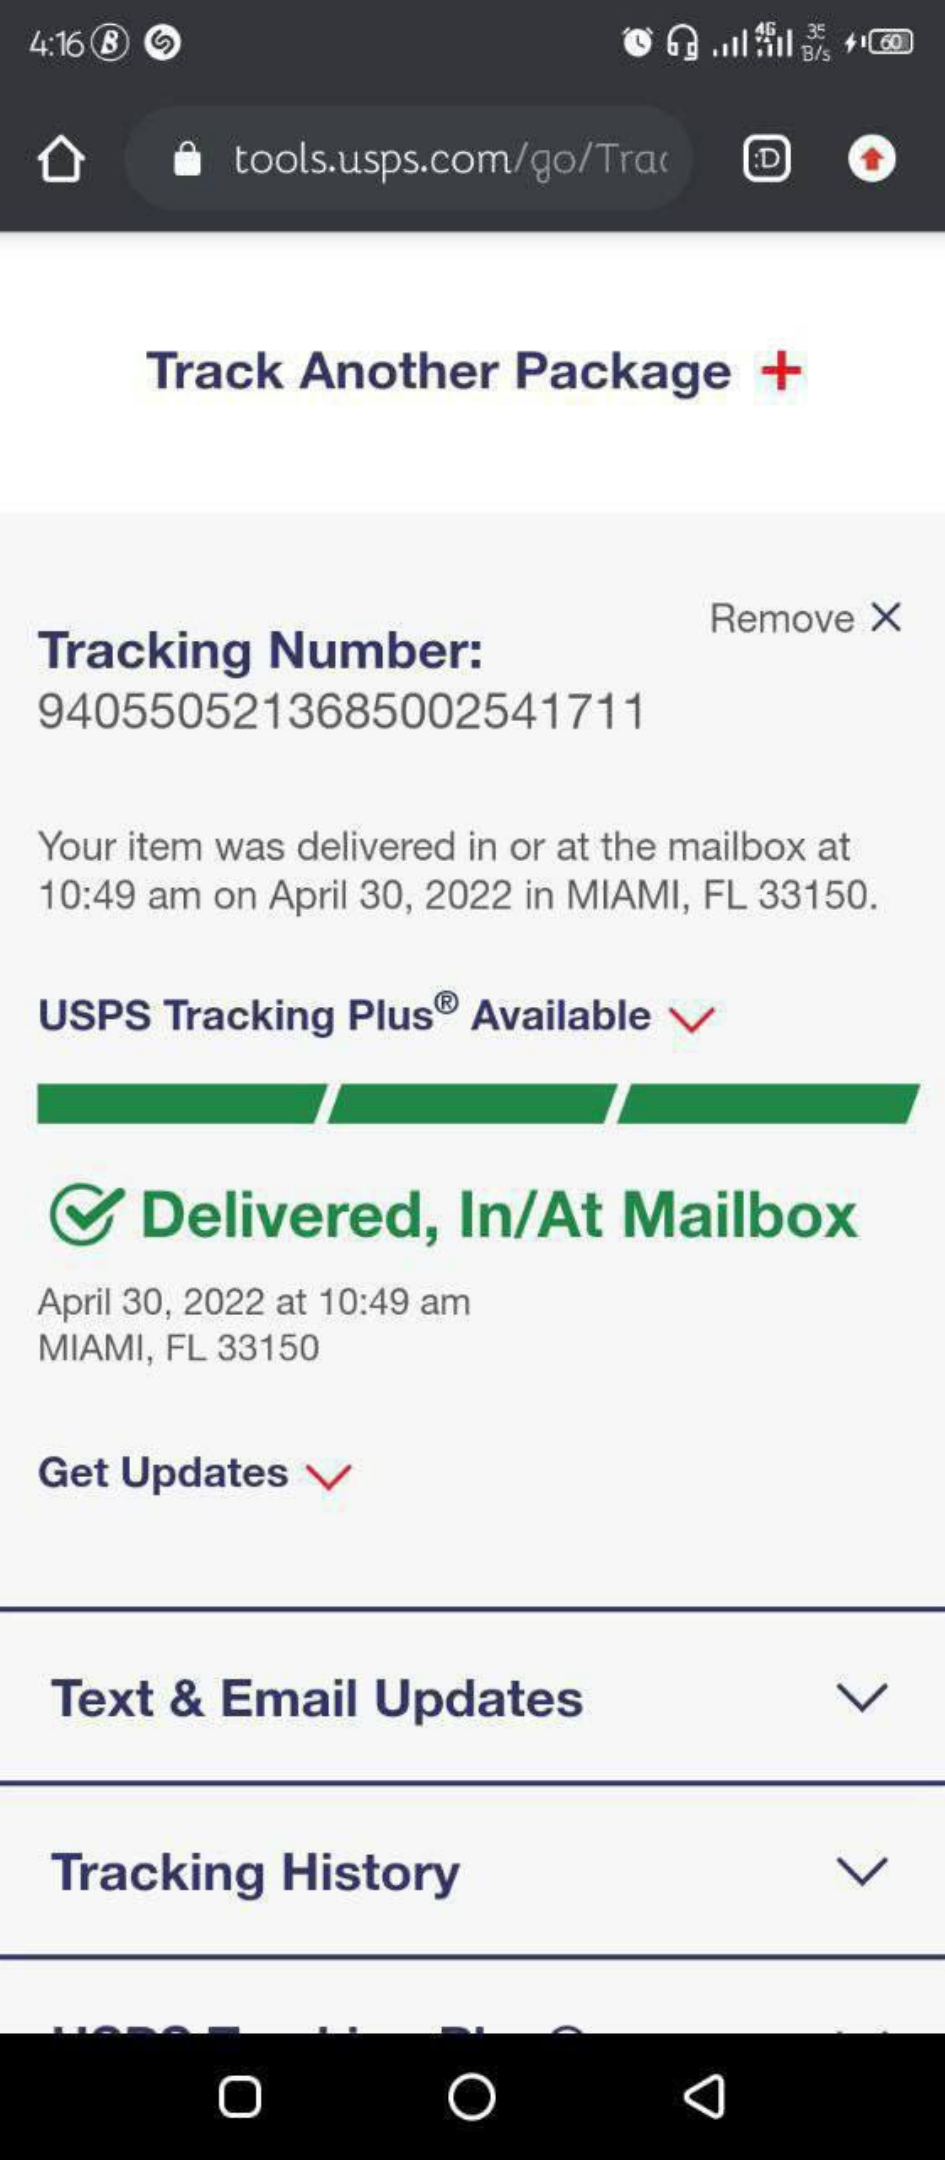 4:16 B
4G 35 B/s 60
tools.usps.com/go/Trac :D
Track Another Package +
Remove X
Tracking Number:
9405505213685002541711
Your item was delivered in or at the mailbox at
10:49 am on April 30, 2022 in MIAMI, FL 33150.
USPS Tracking Plus® Available
Delivered, In/At Mailbox
April 30, 2022 at 10:49 am
MIAMI, FL 33150
Get Updates
Text & Email Updates
Tracking History